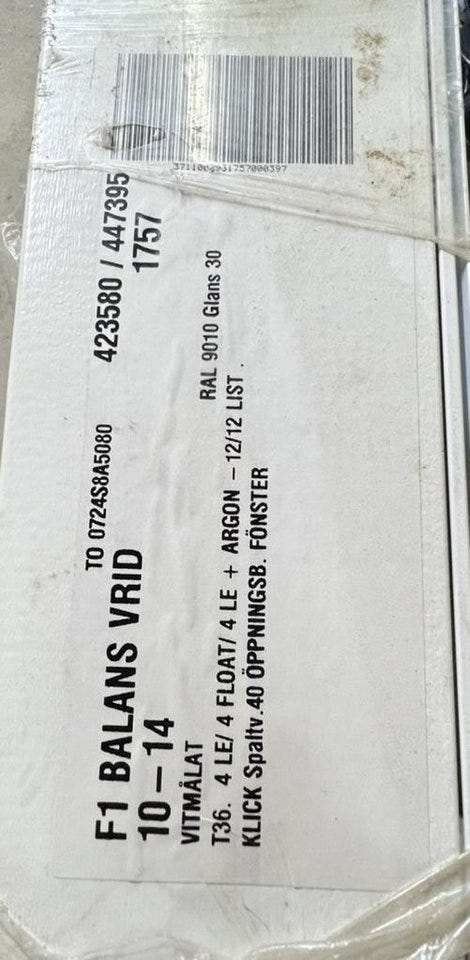 TO 0724S8A5080
423580 / 447395
F1 BALANS VRID
1757
10-14
VITMÅLAT
RAL 9010 Glans 30
T36. 4 LE/ 4 FLOAT/ 4 LE + ARGON - 12/12 LIST.
KLICK Spaltv.40 ÖPPNINGSB. FÖNSTER